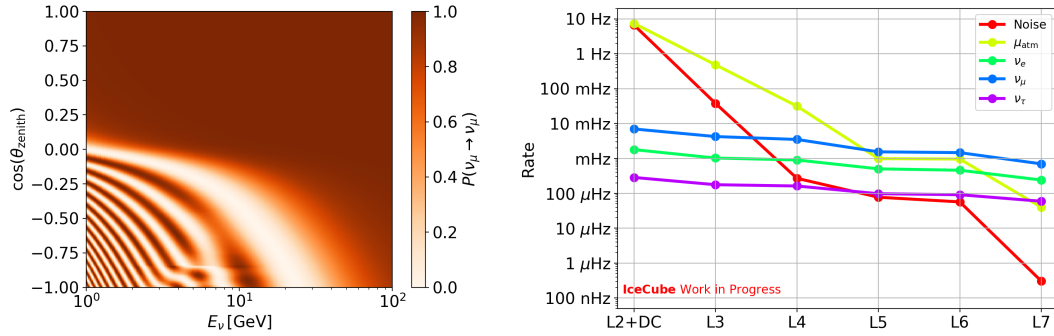 1.00
0.75
0.50
0.25
0.00
−0.25
−0.50
−0.75
−1.00
cos(θzenith)
10⁰
10¹
10²
Eν [GeV]
1.0
0.8
0.6
0.4
0.2
0.0
P(νμ → νμ)
10 Hz
1 Hz
100 mHz
10 mHz
mHz
100 μHz
10 μHz
1 μHz
100 nHz
Rate
Noise
μatm
νe
νμ
ντ
IceCube Work in Progress
L2+DC L3 L4 L5 L6 L7